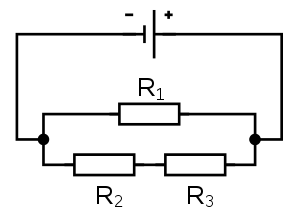 - +
R1
R2 R3